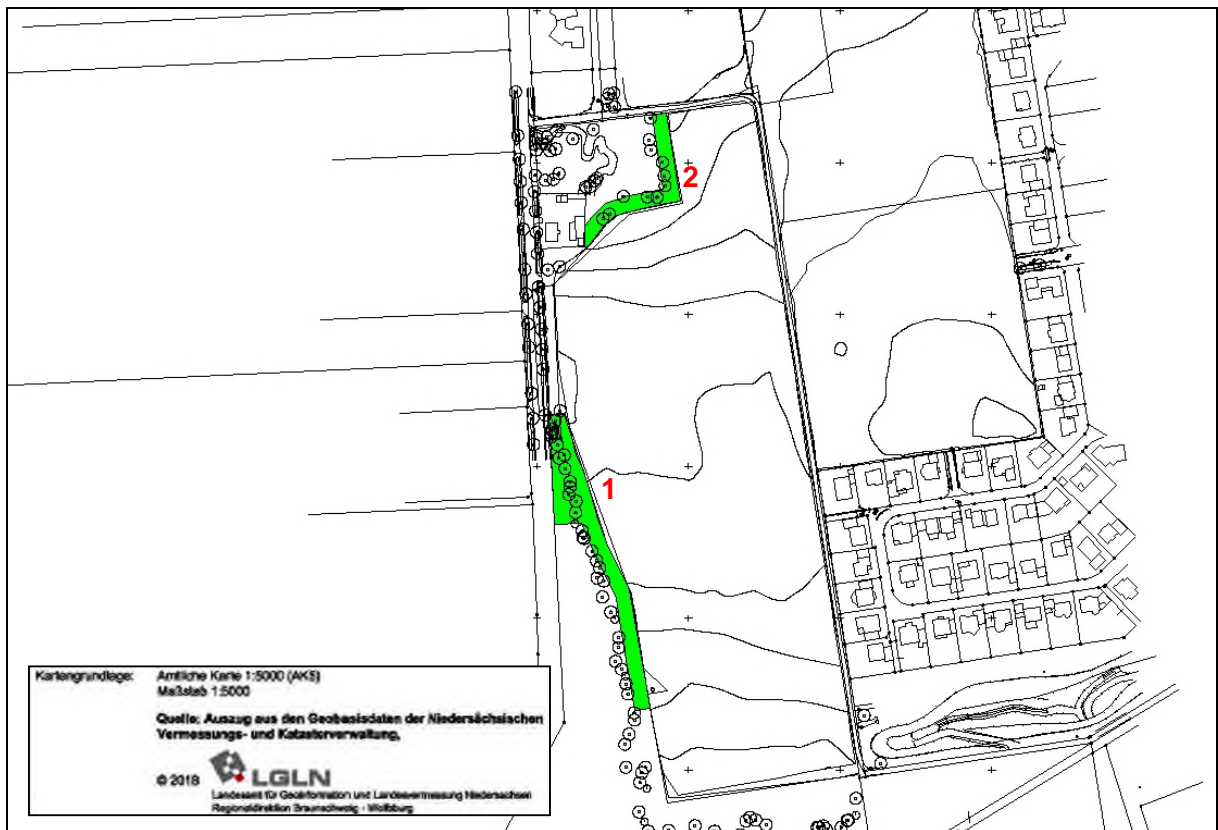 2
1
Kartengrundlage: Amtliche Karte 1:5000 (AK5)
Maßstab 1:5000
Quelle: Auszug aus den Geobasisdaten der Niedersächsischen
Vermessungs- und Katasterverwaltung,
© 2018 LGLN
Landesamt für Geoinformation und Landesvermessung Niedersachsen
Regionaldirektion Braunschweig - Wolfsburg